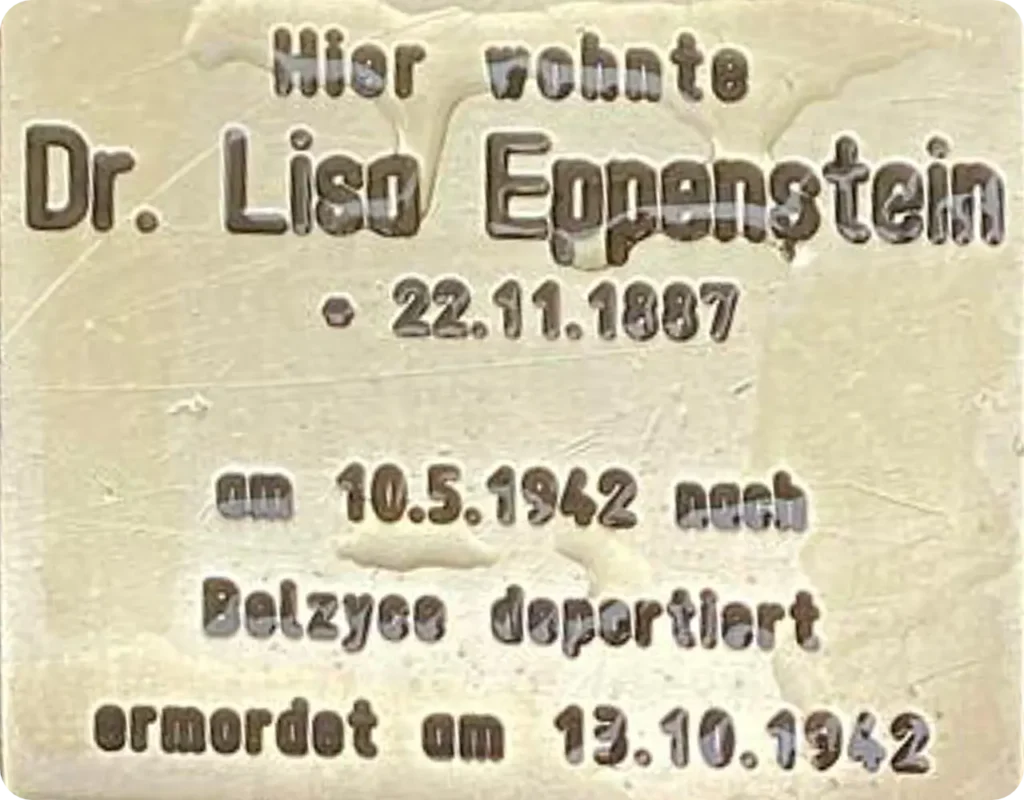 Hier wohnte
Dr. Lisa Eppenstein
• 22.11.1887
am 10.5.1942 nach
Belzyce deportiert
ermordet am 13.10.1942